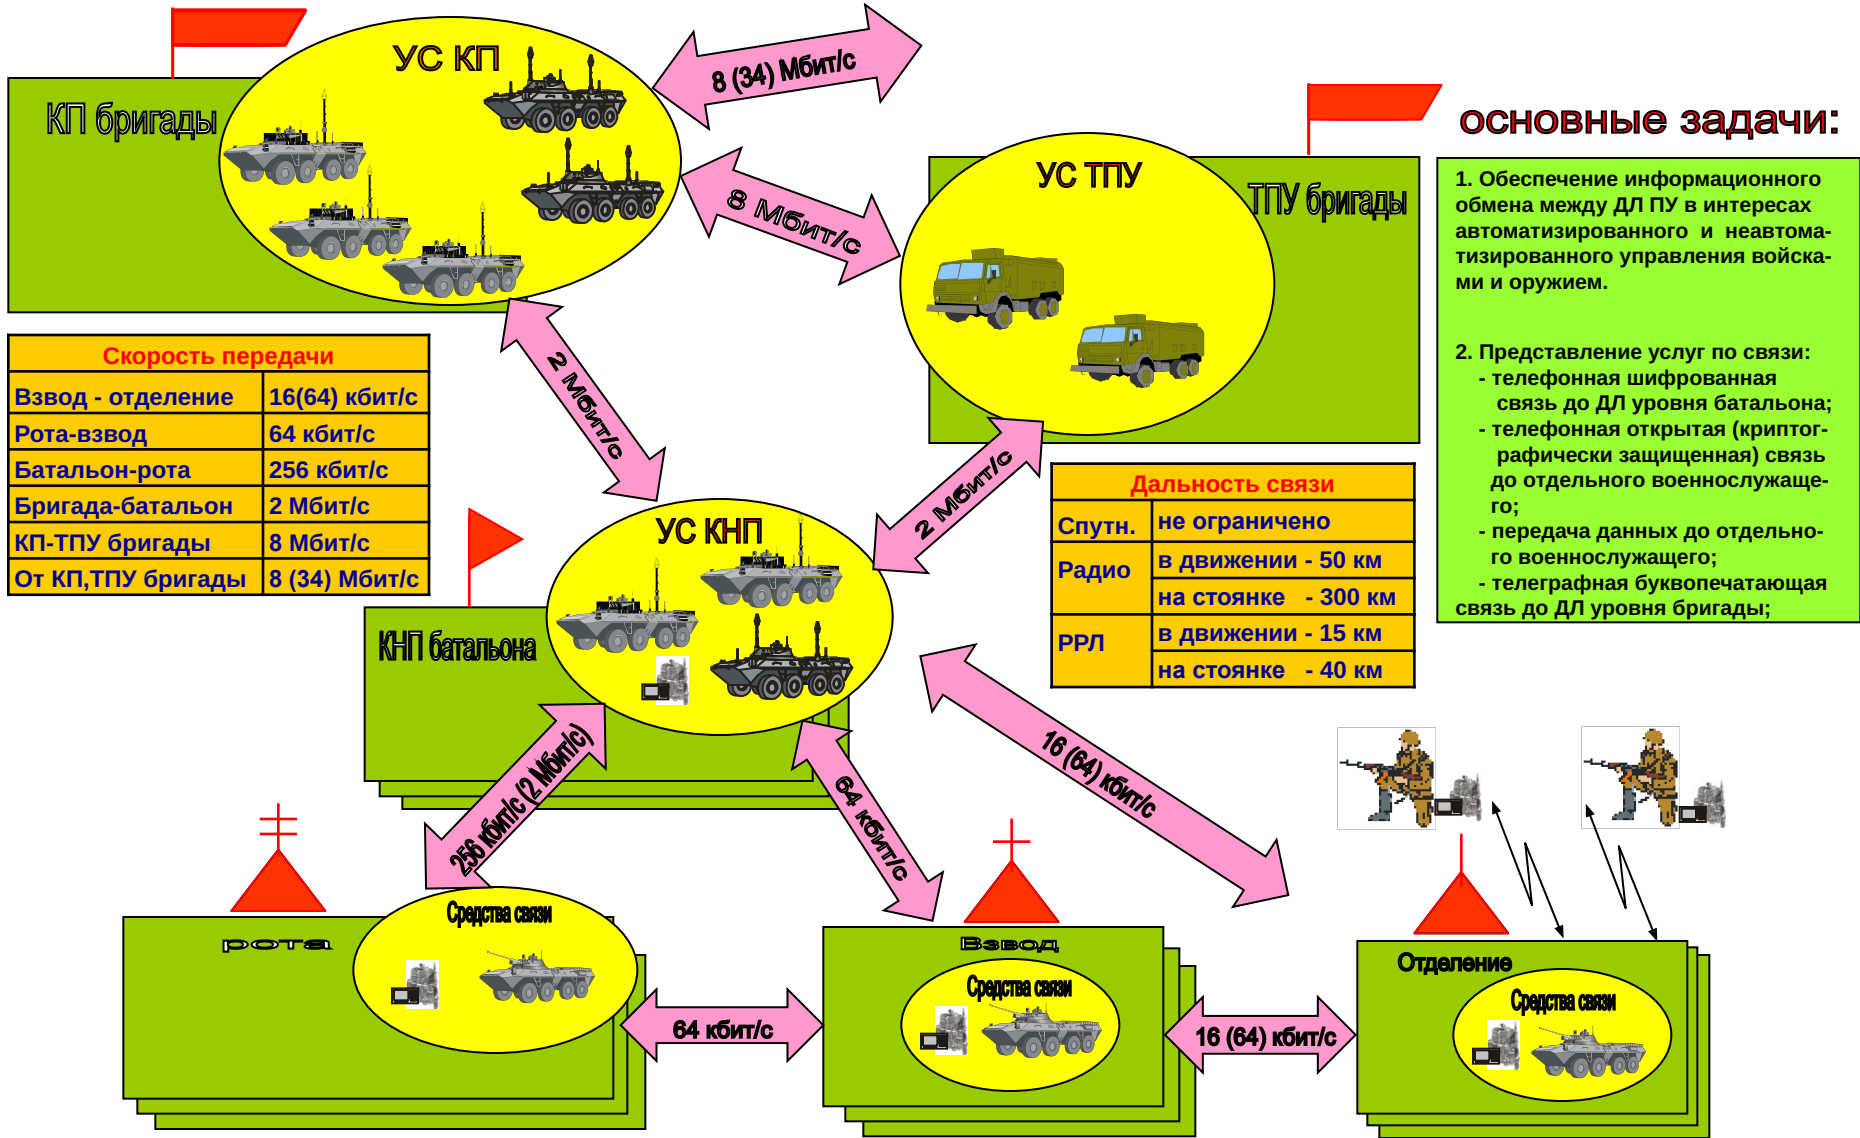 УС КП
КП бригады
8 (34) Мбит/с
8 Мбит/с
УС ТПУ
ТПУ бригады
основные задачи:
1. Обеспечение информационного
обмена между ДЛ ПУ в интересах
автоматизированного и неавтома-
тизированного управления войска-
ми и оружием.
2. Представление услуг по связи:
- телефонная шифрованная
связь до ДЛ уровня батальона;
- телефонная открытая (криптог-
рафически защищенная) связь
до отдельного военнослужаще-
го;
- передача данных до отдельно-
го военнослужащего;
- телеграфная буквопечатающая
связь до ДЛ уровня бригады;
Скорость передачи
Взвод - отделение 16(64) кбит/с
Рота-взвод 64 кбит/с
Батальон-рота 256 кбит/с
Бригада-батальон 2 Мбит/с
КП-ТПУ бригады 8 Мбит/с
От КП,ТПУ бригады 8 (34) Мбит/с
2 Мбит/с
2 Мбит/с
Дальность связи
Спутн. не ограничено
Радио в движении - 50 км
на стоянке - 300 км
РРЛ в движении - 15 км
на стоянке - 40 км
УС КНП
КНП батальона
256 кбит/с (2 Мбит/с)
64 кбит/с
16 (64) кбит/с
рота
Средства связи
64 кбит/с
Взвод
Средства связи
16 (64) кбит/с
Отделение
Средства связи